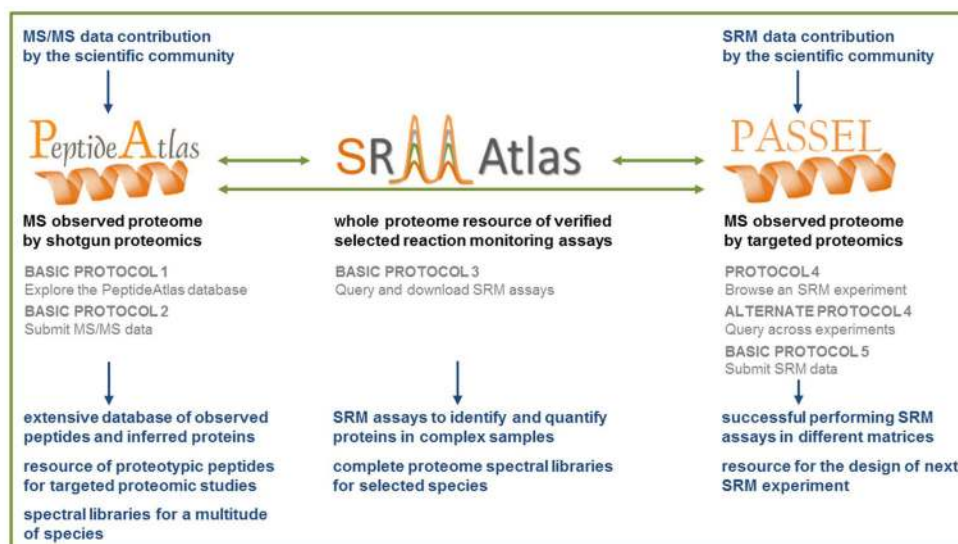 MS/MS data contribution
by the scientific community
PeptideAtlas
MS observed proteome
by shotgun proteomics
BASIC PROTOCOL 1
Explore the PeptideAtlas database
BASIC PROTOCOL 2
Submit MS/MS data
extensive database of observed
peptides and inferred proteins
resource of proteotypic peptides
for targeted proteomic studies
spectral libraries for a multitude
of species
SRM Atlas
whole proteome resource of verified
selected reaction monitoring assays
BASIC PROTOCOL 3
Query and download SRM assays
SRM assays to identify and quantify
proteins in complex samples
complete proteome spectral libraries
for selected species
SRM data contribution
by the scientific community
PASSEL
MS observed proteome
by targeted proteomics
PROTOCOL 4
Browse an SRM experiment
ALTERNATE PROTOCOL 4
Query across experiments
BASIC PROTOCOL 5
Submit SRM data
successful performing SRM
assays in different matrices
resource for the design of next
SRM experiment